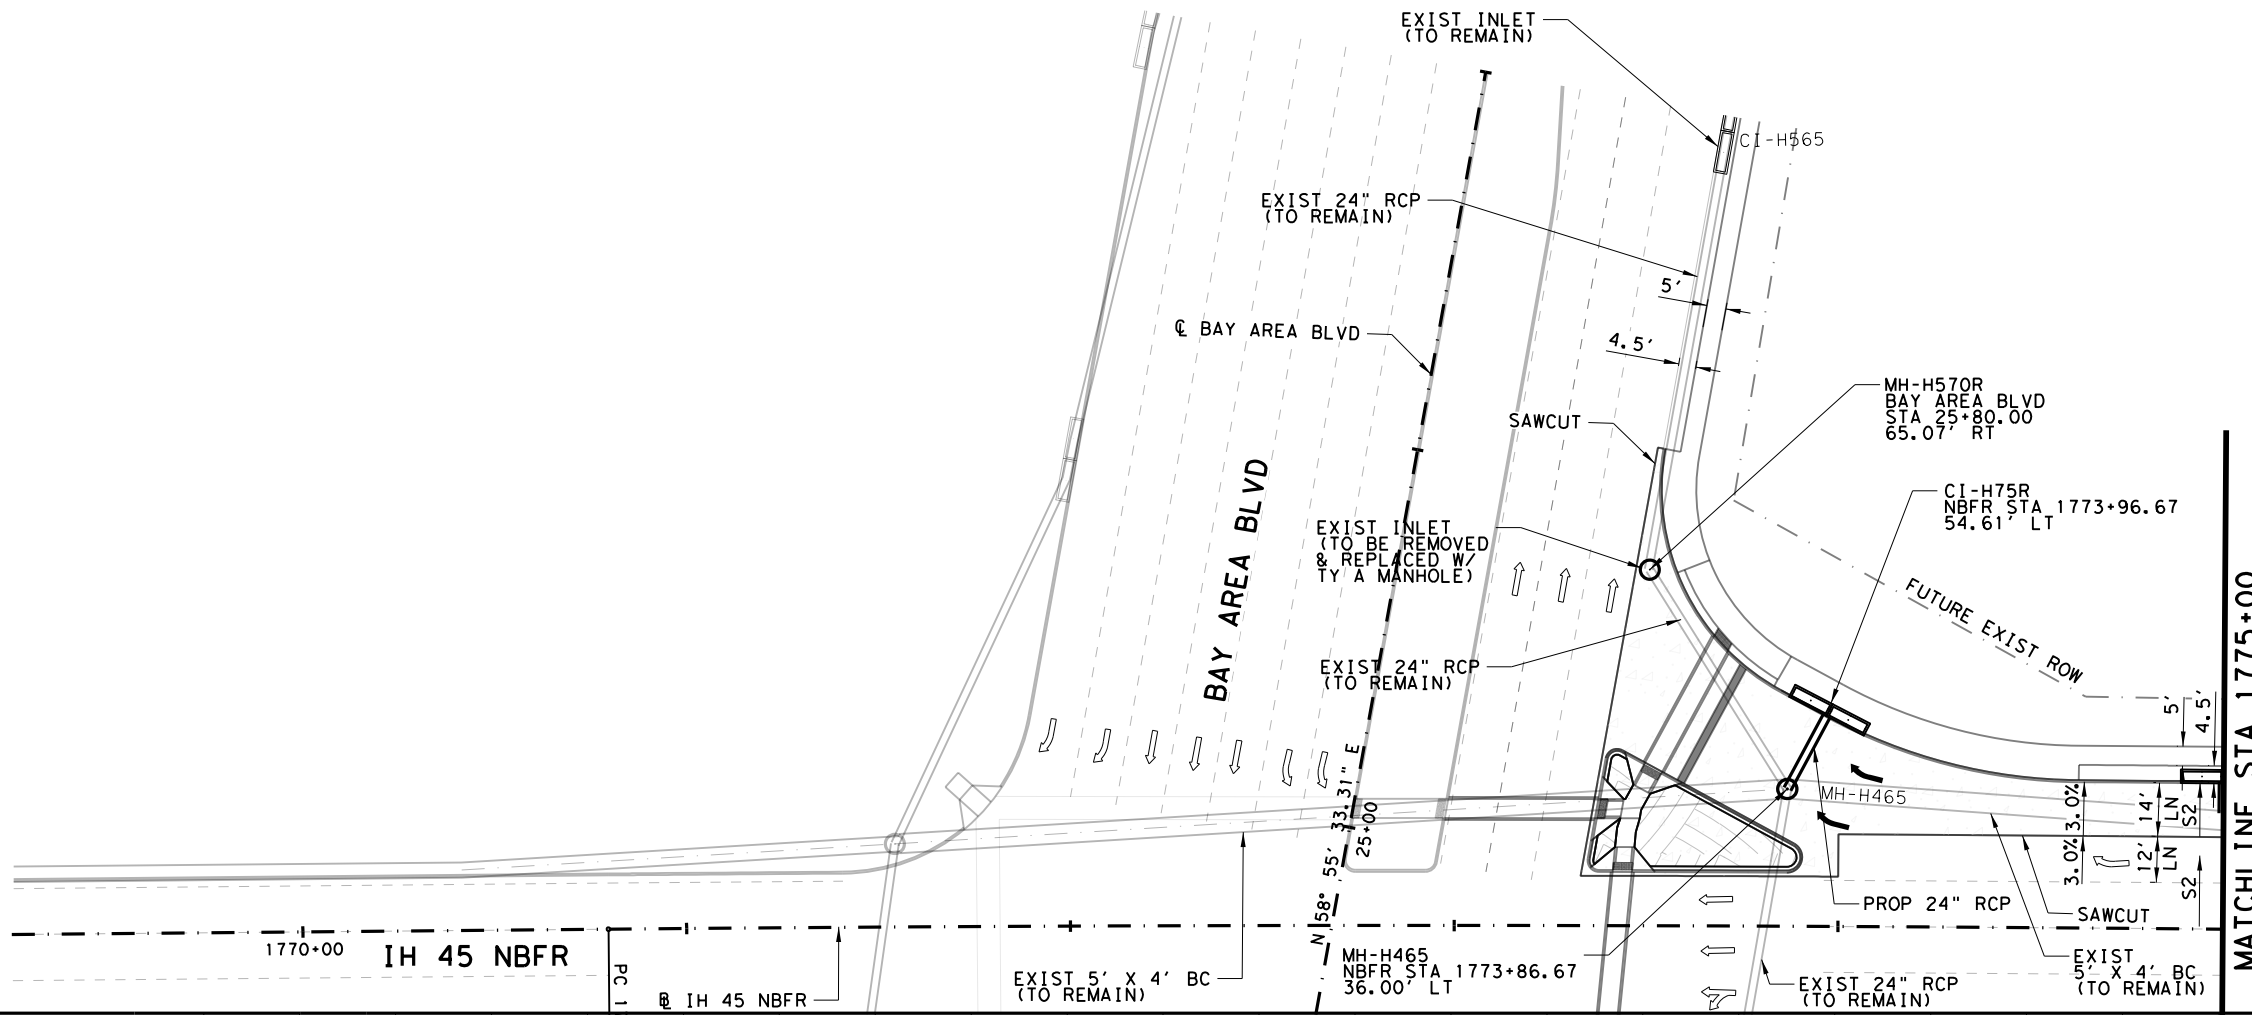 EXIST INLET
(TO REMAIN)
CI-H565
EXIST 24" RCP
(TO REMAIN)
5'
4.5'
℄ BAY AREA BLVD
SAWCUT
MH-H570R
BAY AREA BLVD
STA 25+80.00
65.07' RT
CI-H75R
NBFR STA 1773+96.67
54.61' LT
BAY AREA BLVD
EXIST INLET
(TO BE REMOVED
& REPLACED W/
TY A MANHOLE)
FUTURE EXIST ROW
EXIST 24" RCP
(TO REMAIN)
5'
4.5'
MATCHLINE STA 1775+00
N 58° 55' 33.31" E
25+00
MH-H465
3.0%
14'
LN
S2
3.0%
12'
LN
S2
PROP 24" RCP
SAWCUT
1770+00
IH 45 NBFR
PC 1
IH 45 NBFR
EXIST 5' X 4' BC
(TO REMAIN)
MH-H465
NBFR STA 1773+86.67
36.00' LT
EXIST 24" RCP
(TO REMAIN)
EXIST
5' X 4' BC
(TO REMAIN)